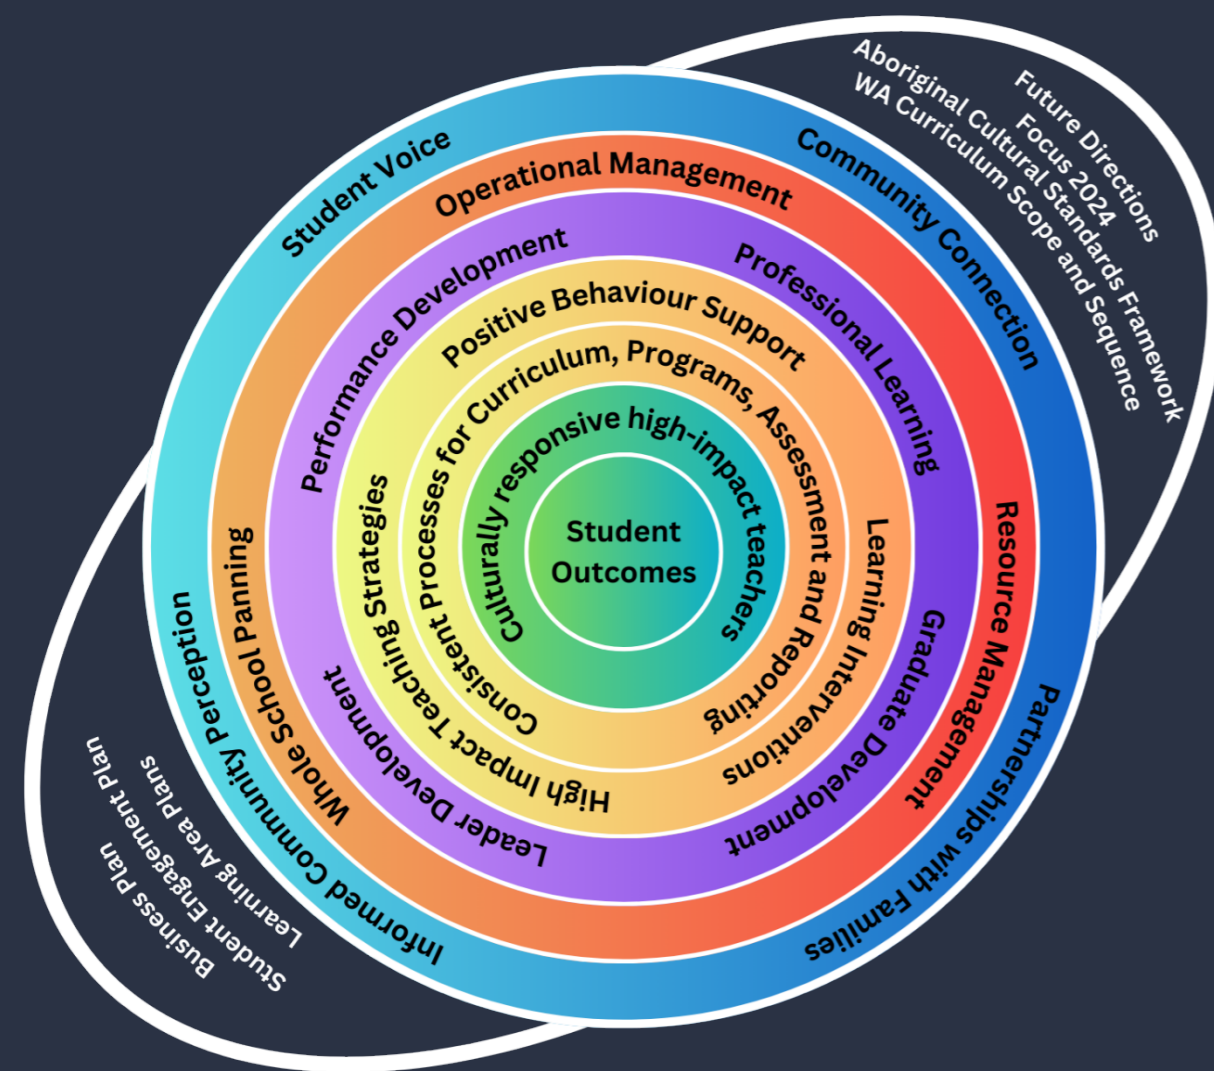 Future Directions
Focus 2024
Aboriginal Cultural Standards Framework
WA Curriculum Scope and Sequence
Student Voice
Community Connection
Partnerships with Families
Informed Community Perception
Operational Management
Resource Management
Whole School Panning
Performance Development
Professional Learning
Graduate Development
Leader Development
Positive Behaviour Support
Learning Interventions
High Impact Teaching Strategies
Consistent Processes for Curriculum, Programs, Assessment and Reporting
Culturally responsive high-impact teachers
Student
Outcomes
Learning Area Plans
Student Engagement Plan
Business Plan